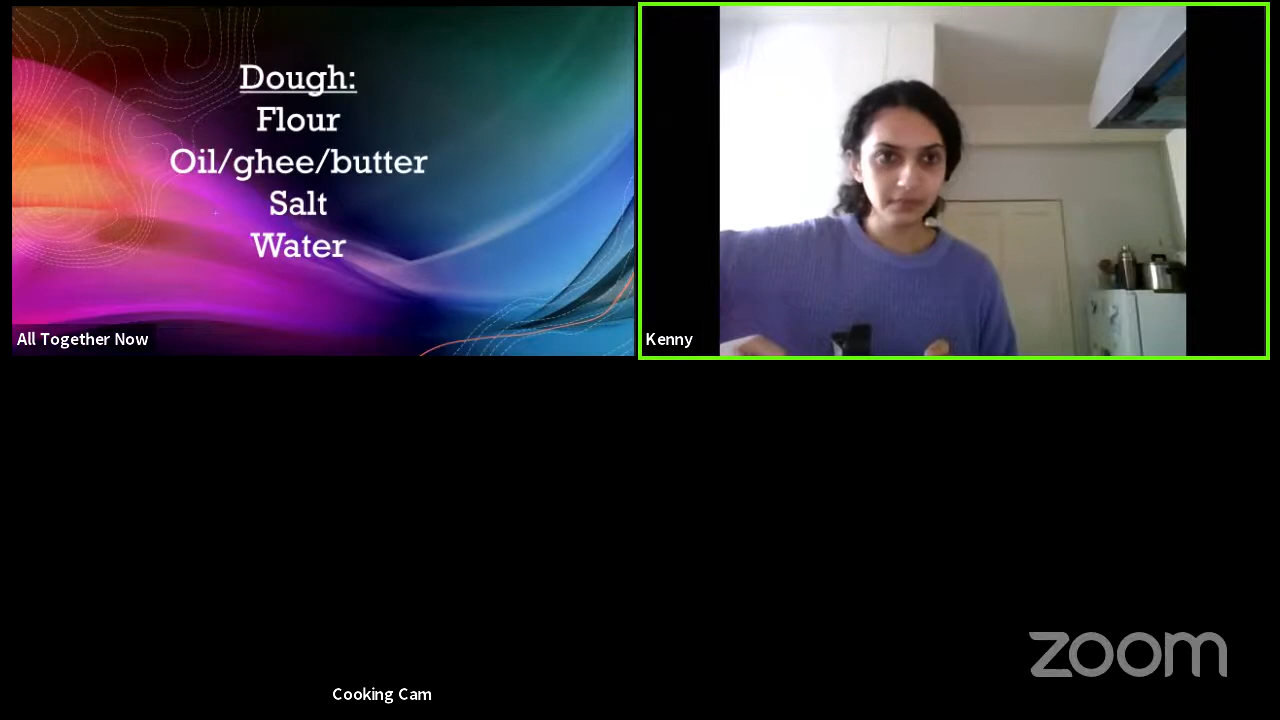 Dough:
Flour
Oil/ghee/butter
Salt
Water
All Together Now
Kenny
Cooking Cam
zoom